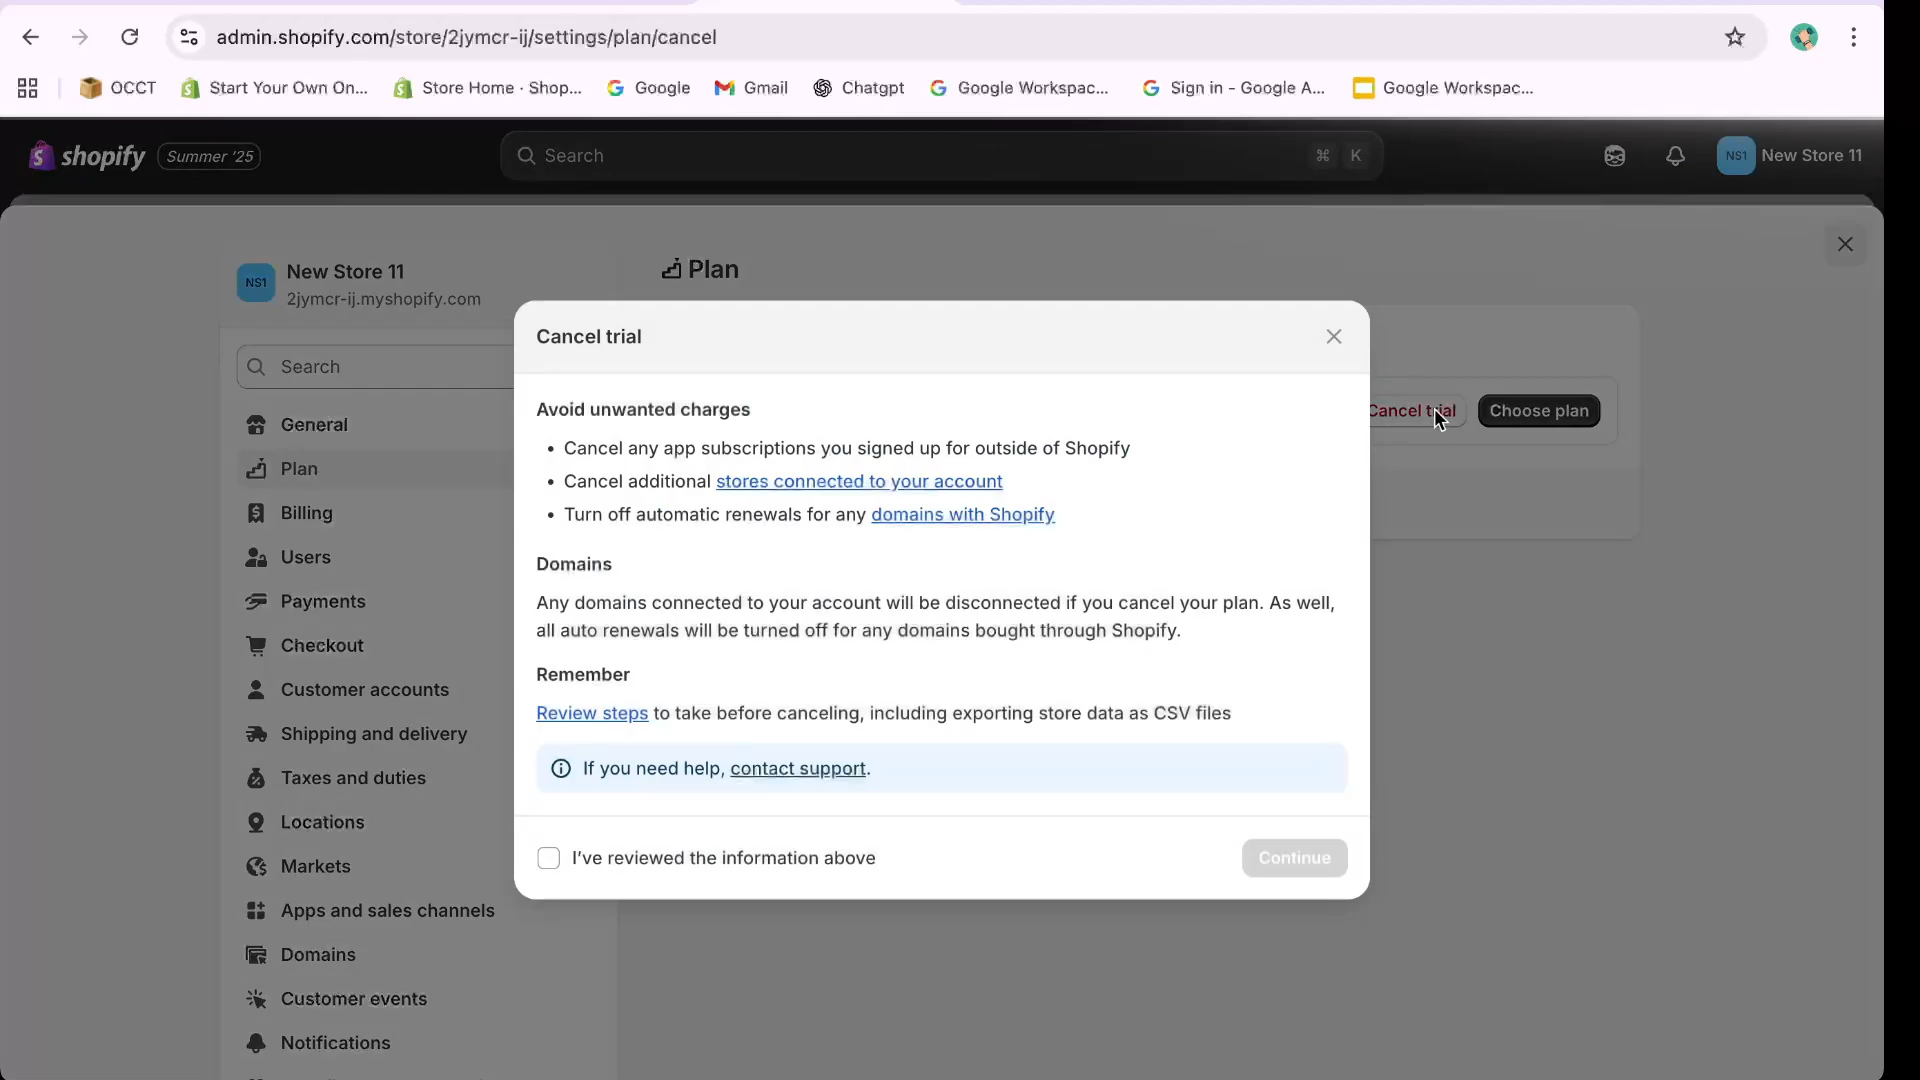 admin.shopify.com/store/2jymcr-ij/settings/plan/cancel
OCCT Start Your Own On... Store Home · Shop... Google Gmail Chatgpt Google Workspac... Sign in - Google A... Google Workspac...
shopify Summer '25 Search ⌘ K NS1 New Store 11
NS1 New Store 11
2jymcr-ij.myshopify.com
Plan
Search
General
Plan
Billing
Users
Payments
Checkout
Customer accounts
Shipping and delivery
Taxes and duties
Locations
Markets
Apps and sales channels
Domains
Customer events
Notifications
Cancel trial Choose plan
Cancel trial
Avoid unwanted charges
• Cancel any app subscriptions you signed up for outside of Shopify
• Cancel additional stores connected to your account
• Turn off automatic renewals for any domains with Shopify
Domains
Any domains connected to your account will be disconnected if you cancel your plan. As well,
all auto renewals will be turned off for any domains bought through Shopify.
Remember
Review steps to take before canceling, including exporting store data as CSV files
If you need help, contact support.
I've reviewed the information above Continue